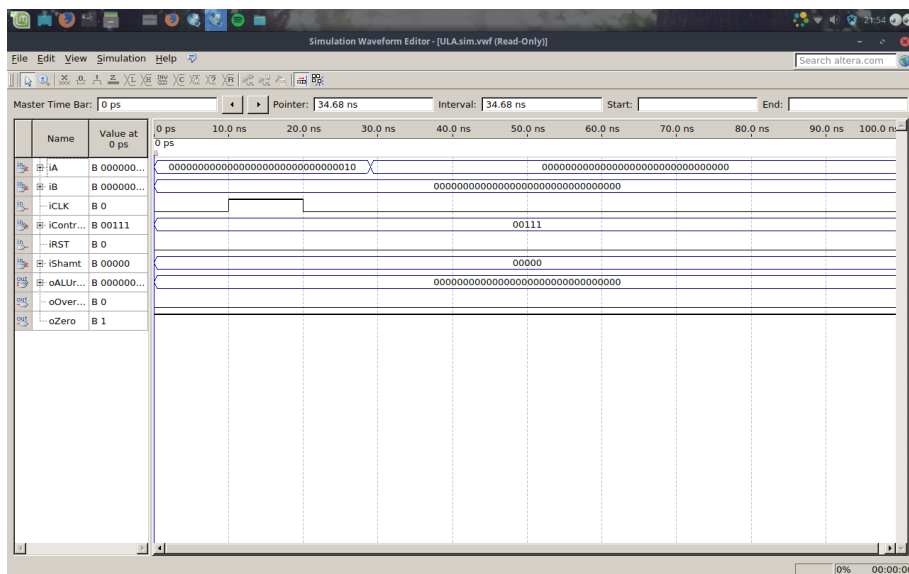 21:54
Simulation Waveform Editor - [ULA.sim.vwf (Read-Only)]
File Edit View Simulation Help
Search altera.com
Master Time Bar: 0 ps Pointer: 34.68 ns Interval: 34.68 ns Start: End:
Name Value at 0 ps 0 ps 10.0 ns 20.0 ns 30.0 ns 40.0 ns 50.0 ns 60.0 ns 70.0 ns 80.0 ns 90.0 ns 100.0 ns
0 ps
iA B 000000... 00000000000000000000000000000010 00000000000000000000000000000000
iB B 000000... 00000000000000000000000000000000
iCLK B 0
iContr... B 00111 00111
iRST B 0
iShamt B 00000 00000
oALUr... B 000000... 00000000000000000000000000000000
oOver... B 0
oZero B 1
0% 00:00:0